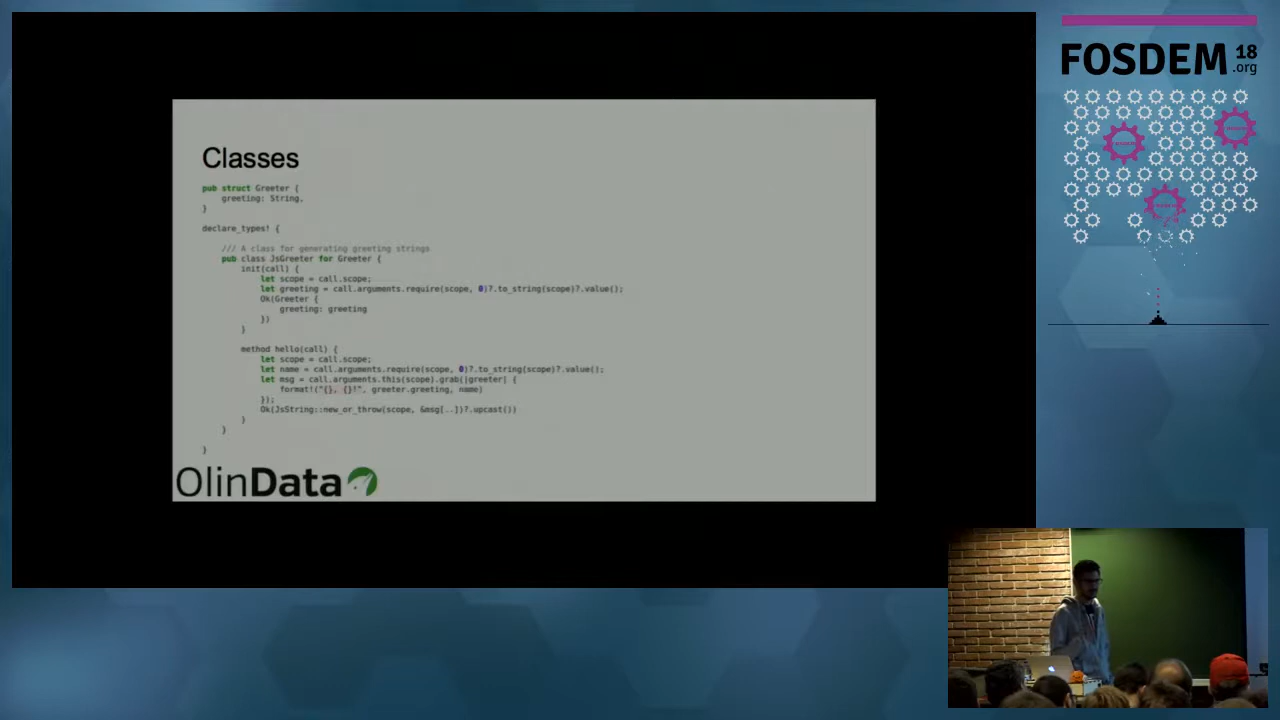 Classes
pub struct Greeter {
greeting: String,
}
declare_types! {
/// A class for generating greeting strings
pub class JsGreeter for Greeter {
init(call) {
let scope = call.scope;
let greeting = call.arguments.require(scope, 0)?.to_string(scope)?.value();
Ok(Greeter {
greeting: greeting
})
}
method hello(call) {
let scope = call.scope;
let name = call.arguments.require(scope, 0)?.to_string(scope)?.value();
let msg = call.arguments.this(scope).grab(|greeter| {
format!("{}, {}!", greeter.greeting, name)
});
Ok(JsString::new_or_throw(scope, &msg[..])?.upcast())
}
}
}
OlinData
FOSDEM 18
.org